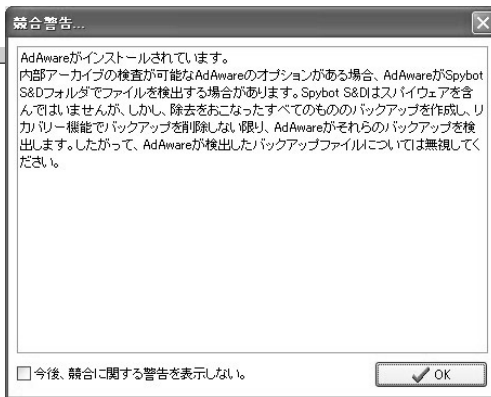 競合警告...
AdAwareがインストールされています。
内部アーカイブの検査が可能なAdAwareのオプションがある場合、AdAwareがSpybot
S&Dフォルダでファイルを検出する場合があります。Spybot S&Dはスパイウェアを含
んではいませんが、しかし、除去をおこなったすべてのもののバックアップを作成し、リ
カバリー機能でバックアップを削除しない限り、AdAwareがそれらのバックアップを検
出します。したがって、AdAwareが検出したバックアップファイルについては無視してく
ださい。
今後、競合に関する警告を表示しない。
OK